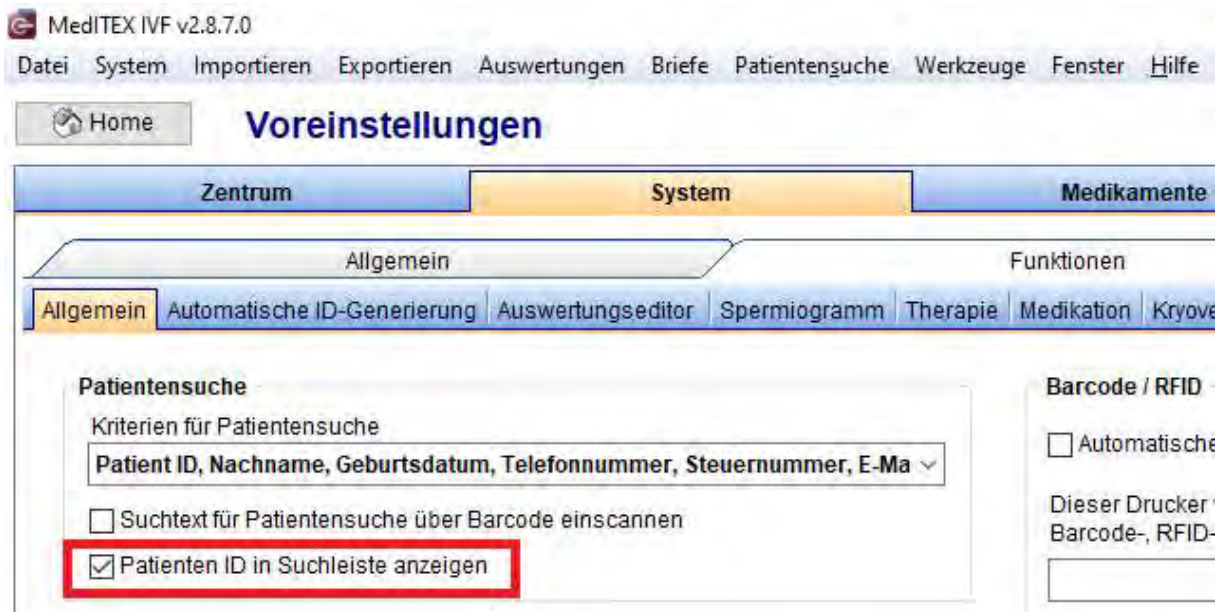 MedITEX IVF v2.8.7.0
Datei System Importieren Exportieren Auswertungen Briefe Patientensuche Werkzeuge Fenster Hilfe
Home Voreinstellungen
Zentrum System Medikamente
Allgemein Funktionen
Allgemein Automatische ID-Generierung Auswertungseditor Spermiogramm Therapie Medikation Kryove
Patientensuche
Kriterien für Patientensuche
Patient ID, Nachname, Geburtsdatum, Telefonnummer, Steuernummer, E-Ma
Suchtext für Patientensuche über Barcode einscannen
Patienten ID in Suchleiste anzeigen
Barcode / RFID
Automatische
Dieser Drucker
Barcode-, RFID-